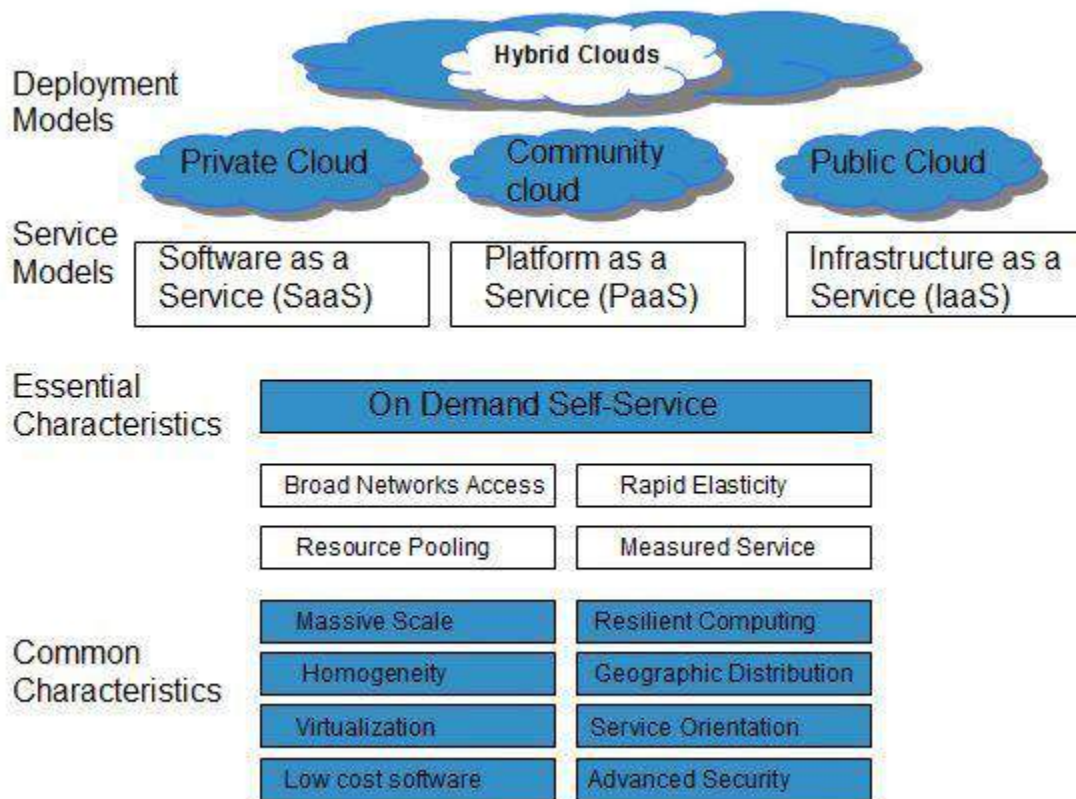 Hybrid Clouds
Deployment
Models
Private Cloud
Community
cloud
Public Cloud
Service
Models
Software as a
Service (SaaS)
Platform as a
Service (PaaS)
Infrastructure as a
Service (IaaS)
Essential
Characteristics
On Demand Self-Service
Broad Networks Access
Rapid Elasticity
Resource Pooling
Measured Service
Common
Characteristics
Massive Scale
Resilient Computing
Homogeneity
Geographic Distribution
Virtualization
Service Orientation
Low cost software
Advanced Security